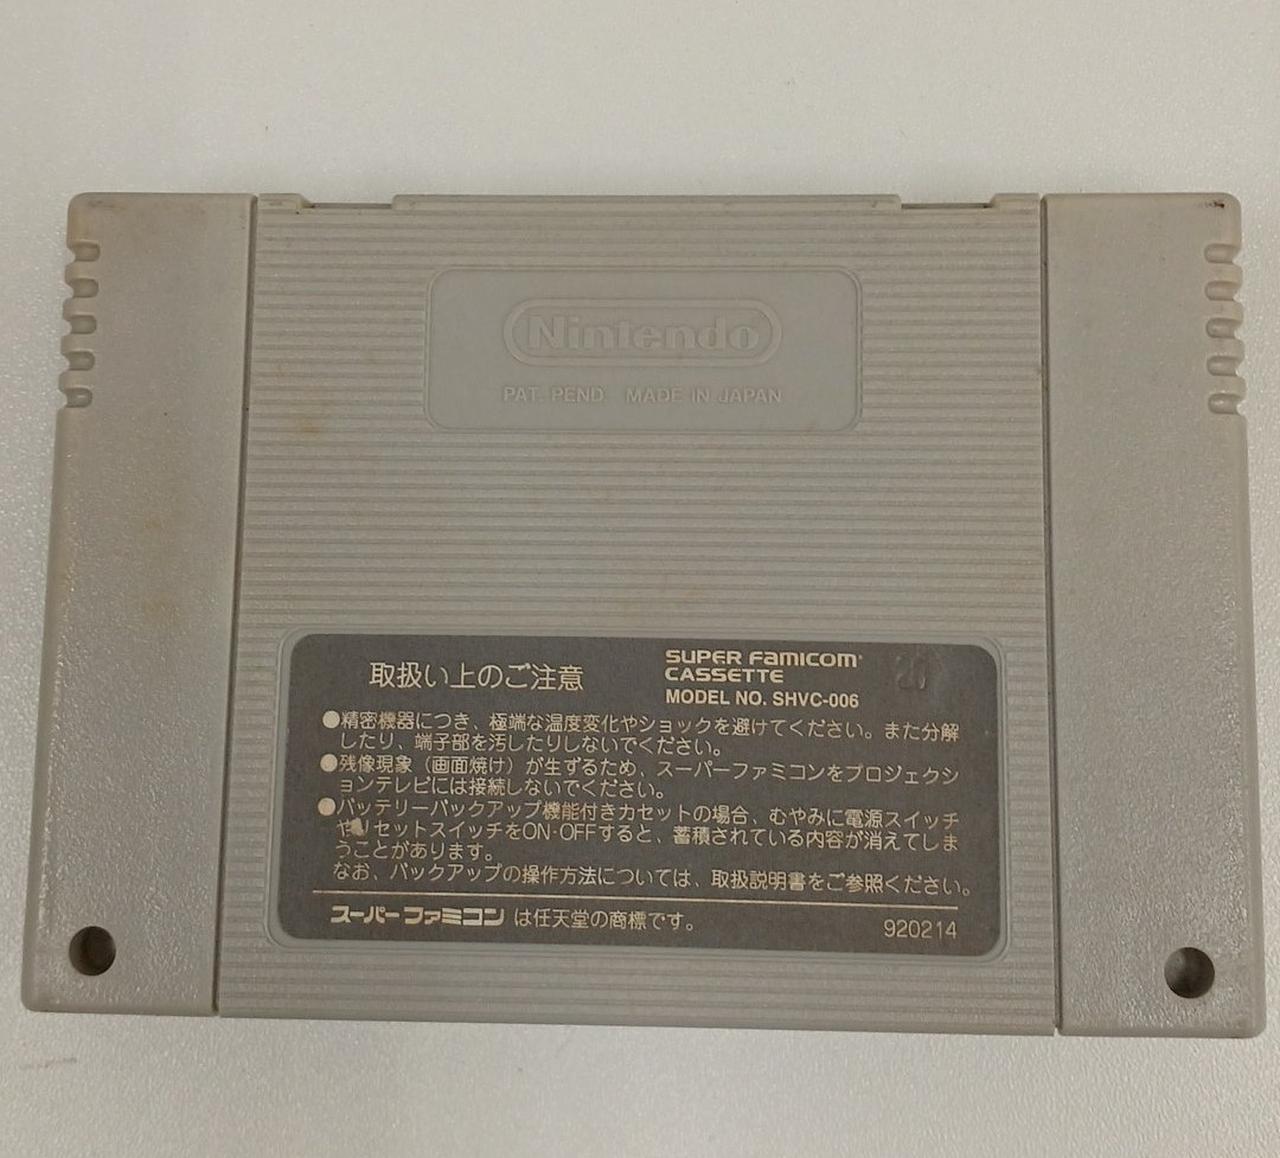 Nintendo
PAT. PEND. MADE IN JAPAN
取扱い上のご注意
SUPER FAMICOM
CASSETTE
MODEL NO. SHVC-006
20
●精密機器につき、極端な温度変化やショックを避けてください。また分解
したり、端子部を汚したりしないでください。
●残像現象（画面焼け）が生ずるため、スーパーファミコンをプロジェクシ
ョンテレビには接続しないでください。
●バッテリーバックアップ機能付きカセットの場合、むやみに電源スイッチ
やリセットスイッチをON・OFFすると、蓄積されている内容が消えてしま
うことがあります。
なお、バックアップの操作方法については、取扱説明書をご参照ください。
スーパーファミコン は任天堂の商標です。
920214